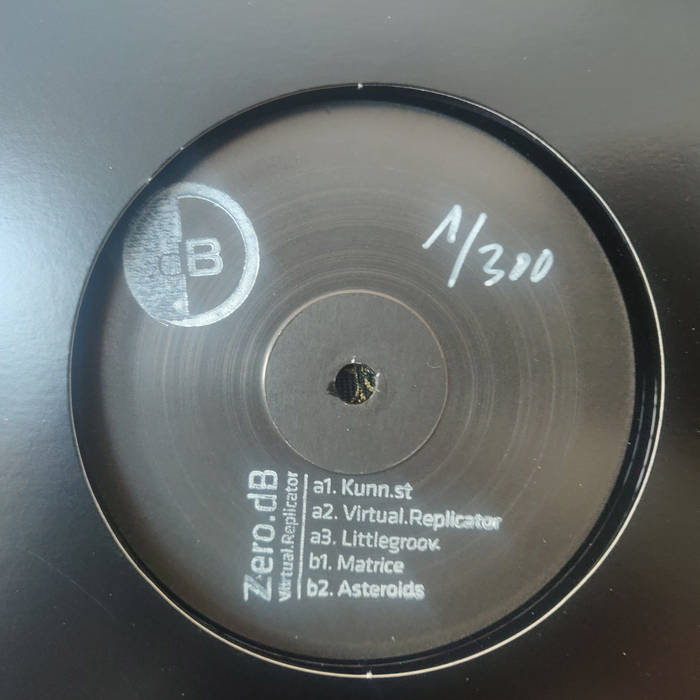 dB
1/300
Zero.dB
Virtual.Replicator
a1. Kunn.st
a2. Virtual.Replicator
a3. Littlegroov.
b1. Matrice
b2. Asteroids